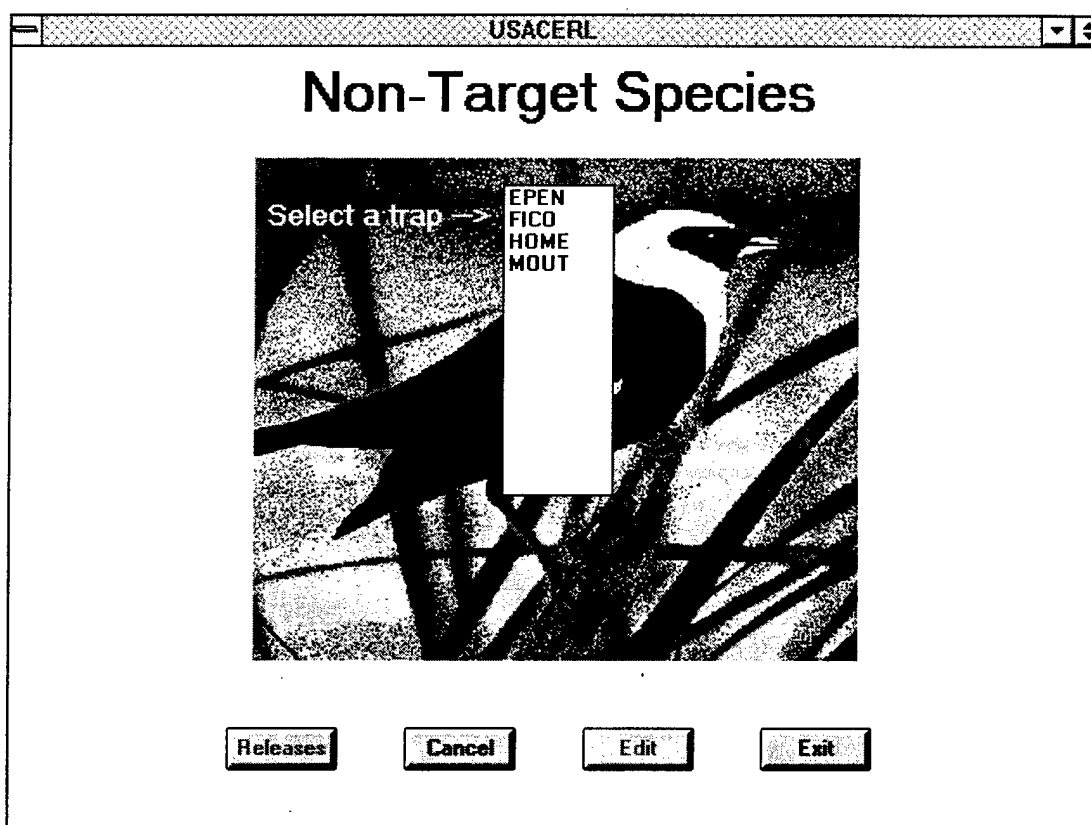 USACERL
Non-Target Species
Select a trap -->
EPEN
FICO
HOME
MOUT
Releases
Cancel
Edit
Exit